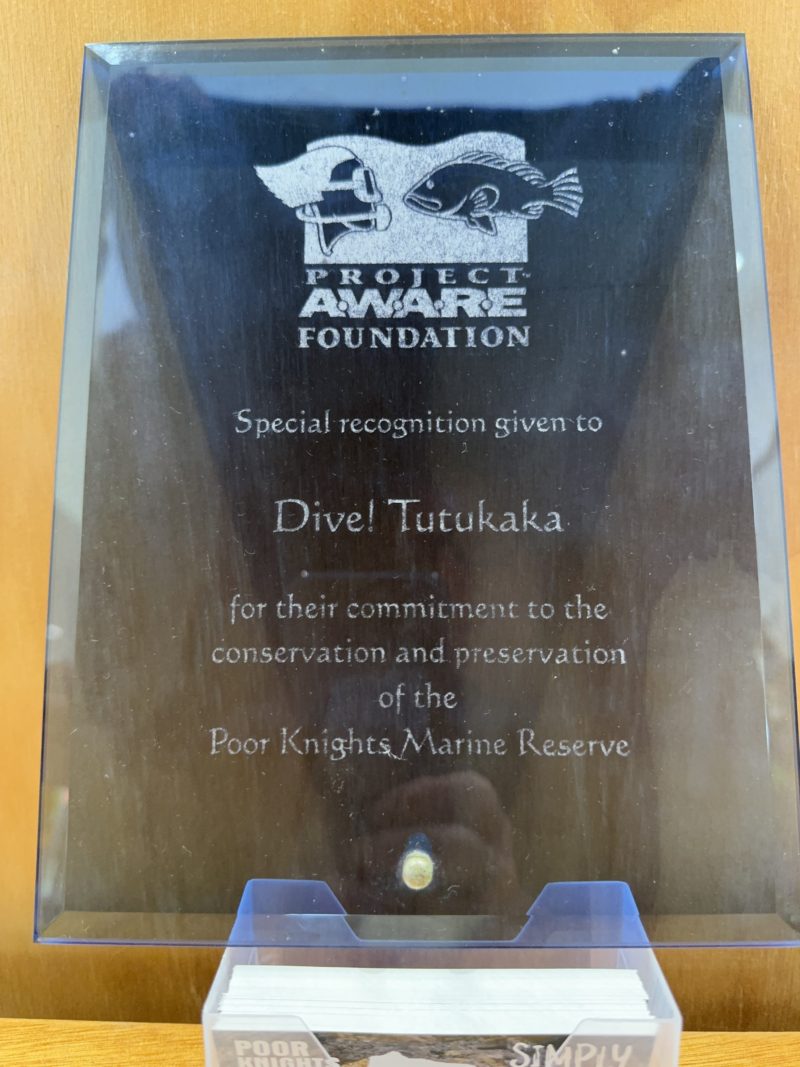 PROJECT
A•W•A•R•E
FOUNDATION
Special recognition given to
Dive! Tutukaka
for their commitment to the
conservation and preservation
of the
Poor Knights Marine Reserve
POOR
KNIGHTS
SIMPLY